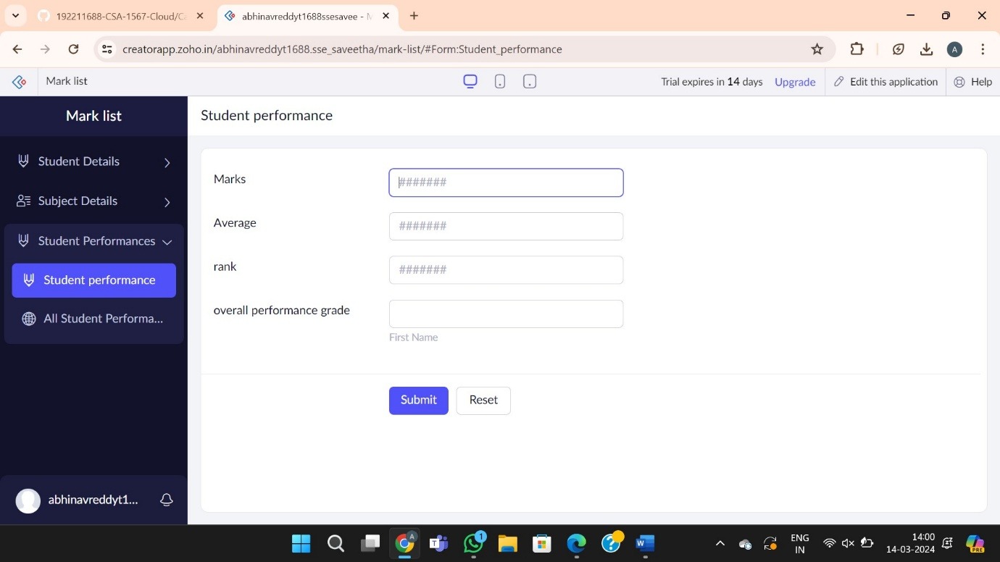 192211688-CSA-1567-Cloud/C
abhinavreddyt1688ssesavee - M
creatorapp.zoho.in/abhinavreddyt1688.sse_saveetha/mark-list/#Form:Student_performance
A
Mark list
Trial expires in 14 days
Upgrade
Edit this application
Help
Mark list
Student Details
Subject Details
Student Performances
Student performance
All Student Performa...
abhinavreddyt1...
Student performance
Marks
#######
Average
#######
rank
#######
overall performance grade
First Name
Submit
Reset
A
T
1
W
ENG
IN
14:00
14-03-2024
PRE